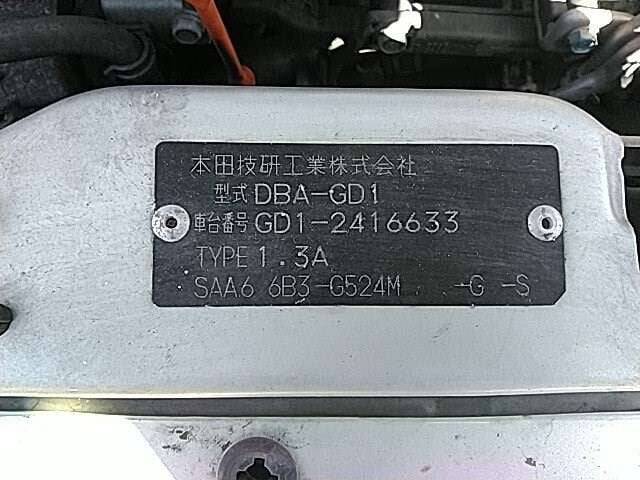 本田技研工業株式会社
型式 DBA-GD1
車台番号 GD1-2416633
TYPE 1.3A
SAA6 6B3-G524M -G -S